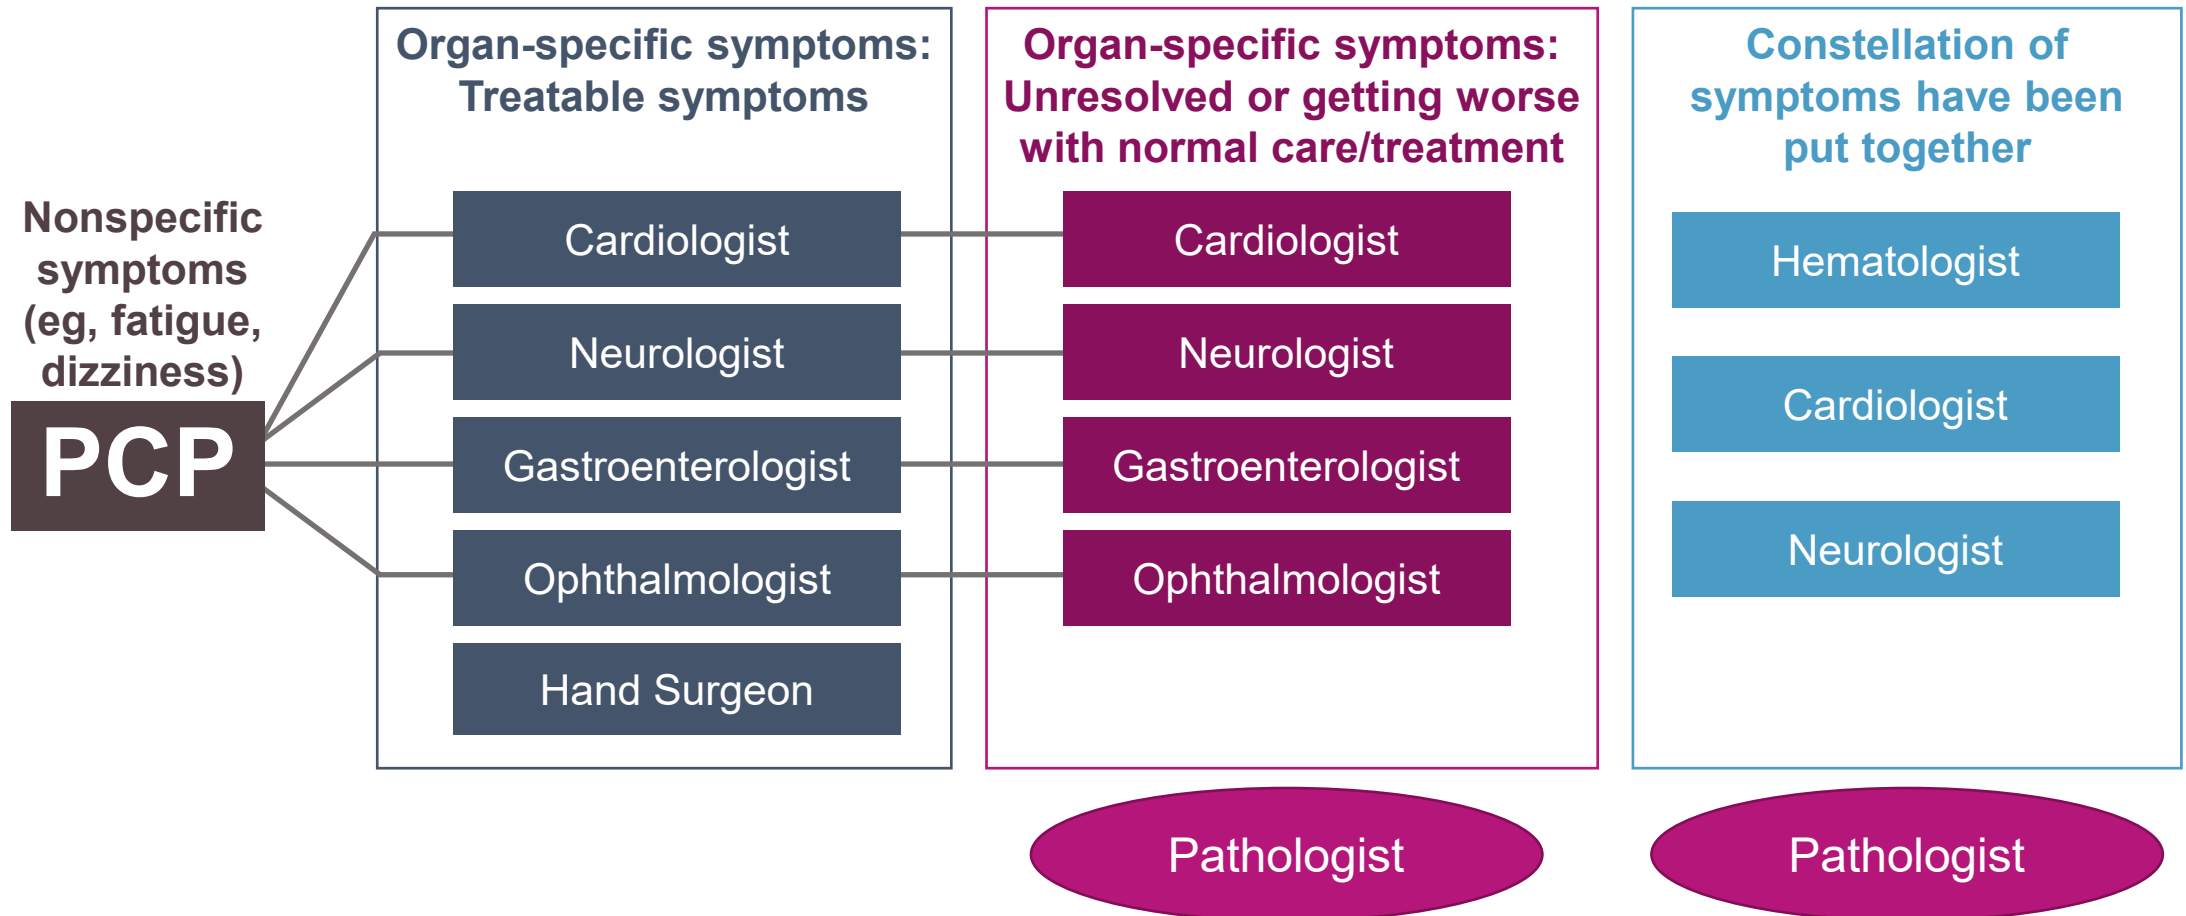 Nonspecific
symptoms
(eg, fatigue,
dizziness)
PCP
Organ-specific symptoms:
Treatable symptoms
Cardiologist
Neurologist
Gastroenterologist
Ophthalmologist
Hand Surgeon
Organ-specific symptoms:
Unresolved or getting worse
with normal care/treatment
Cardiologist
Neurologist
Gastroenterologist
Ophthalmologist
Pathologist
Constellation of
symptoms have been
put together
Hematologist
Cardiologist
Neurologist
Pathologist